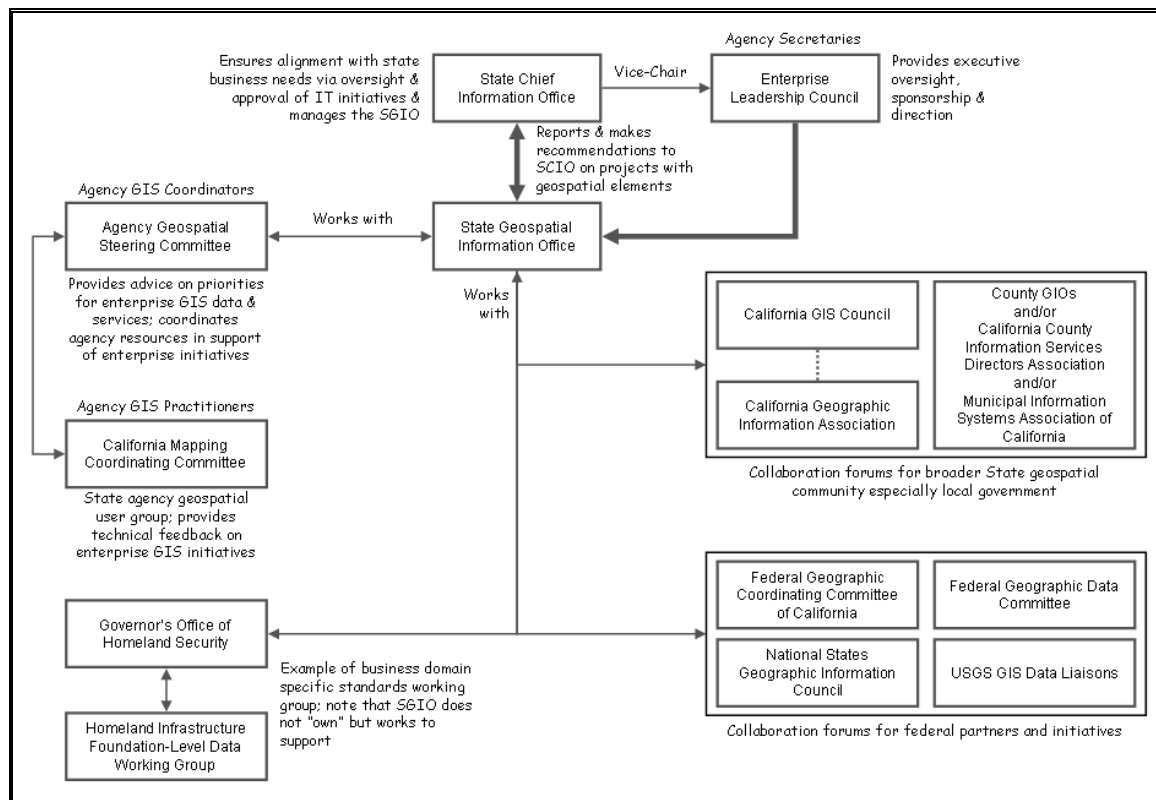 Agency Secretaries
Ensures alignment with state
business needs via oversight &
approval of IT initiatives &
manages the SGIO
State Chief
Information Office
Vice-Chair
Enterprise
Leadership Council
Provides executive
oversight,
sponsorship &
direction
Reports & makes
recommendations to
SCIO on projects with
geospatial elements
Agency GIS Coordinators
Agency Geospatial
Steering Committee
Works with
State Geospatial
Information Office
Provides advice on priorities
for enterprise GIS data &
services; coordinates
agency resources in support
of enterprise initiatives
Works
with
California GIS Council
California Geographic
Information Association
County GIOs
and/or
California County
Information Services
Directors Association
and/or
Municipal Information
Systems Association of
California
Collaboration forums for broader State geospatial
community especially local government
Agency GIS Practitioners
California Mapping
Coordinating Committee
State agency geospatial
user group; provides
technical feedback on
enterprise GIS initiatives
Governor's Office of
Homeland Security
Example of business domain
specific standards working
group; note that SGIO does
not "own" but works to
support
Homeland Infrastructure
Foundation-Level Data
Working Group
Federal Geographic
Coordinating Committee
of California
Federal Geographic Data
Committee
National States
Geographic Information
Council
USGS GIS Data Liaisons
Collaboration forums for federal partners and initiatives